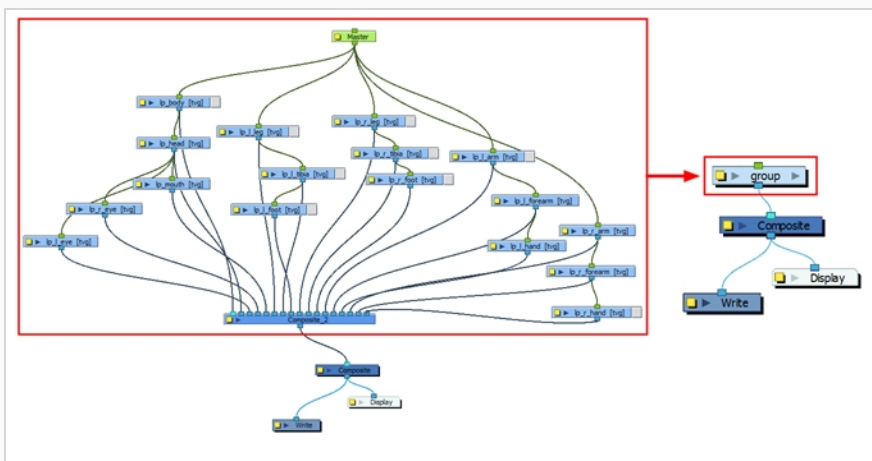 Master
lp_body [tvg]
lp_head [tvg]
lp_mouth [tvg]
lp_r_eye [tvg]
lp_l_eye [tvg]
lp_l_leg [tvg]
lp_l_tibia [tvg]
lp_l_foot [tvg]
lp_r_leg [tvg]
lp_r_tibia [tvg]
lp_r_foot [tvg]
lp_l_arm [tvg]
lp_l_forearm [tvg]
lp_l_hand [tvg]
lp_r_arm [tvg]
lp_r_forearm [tvg]
lp_r_hand [tvg]
Composite_2
Composite
Display
Write
group
Composite
Display
Write